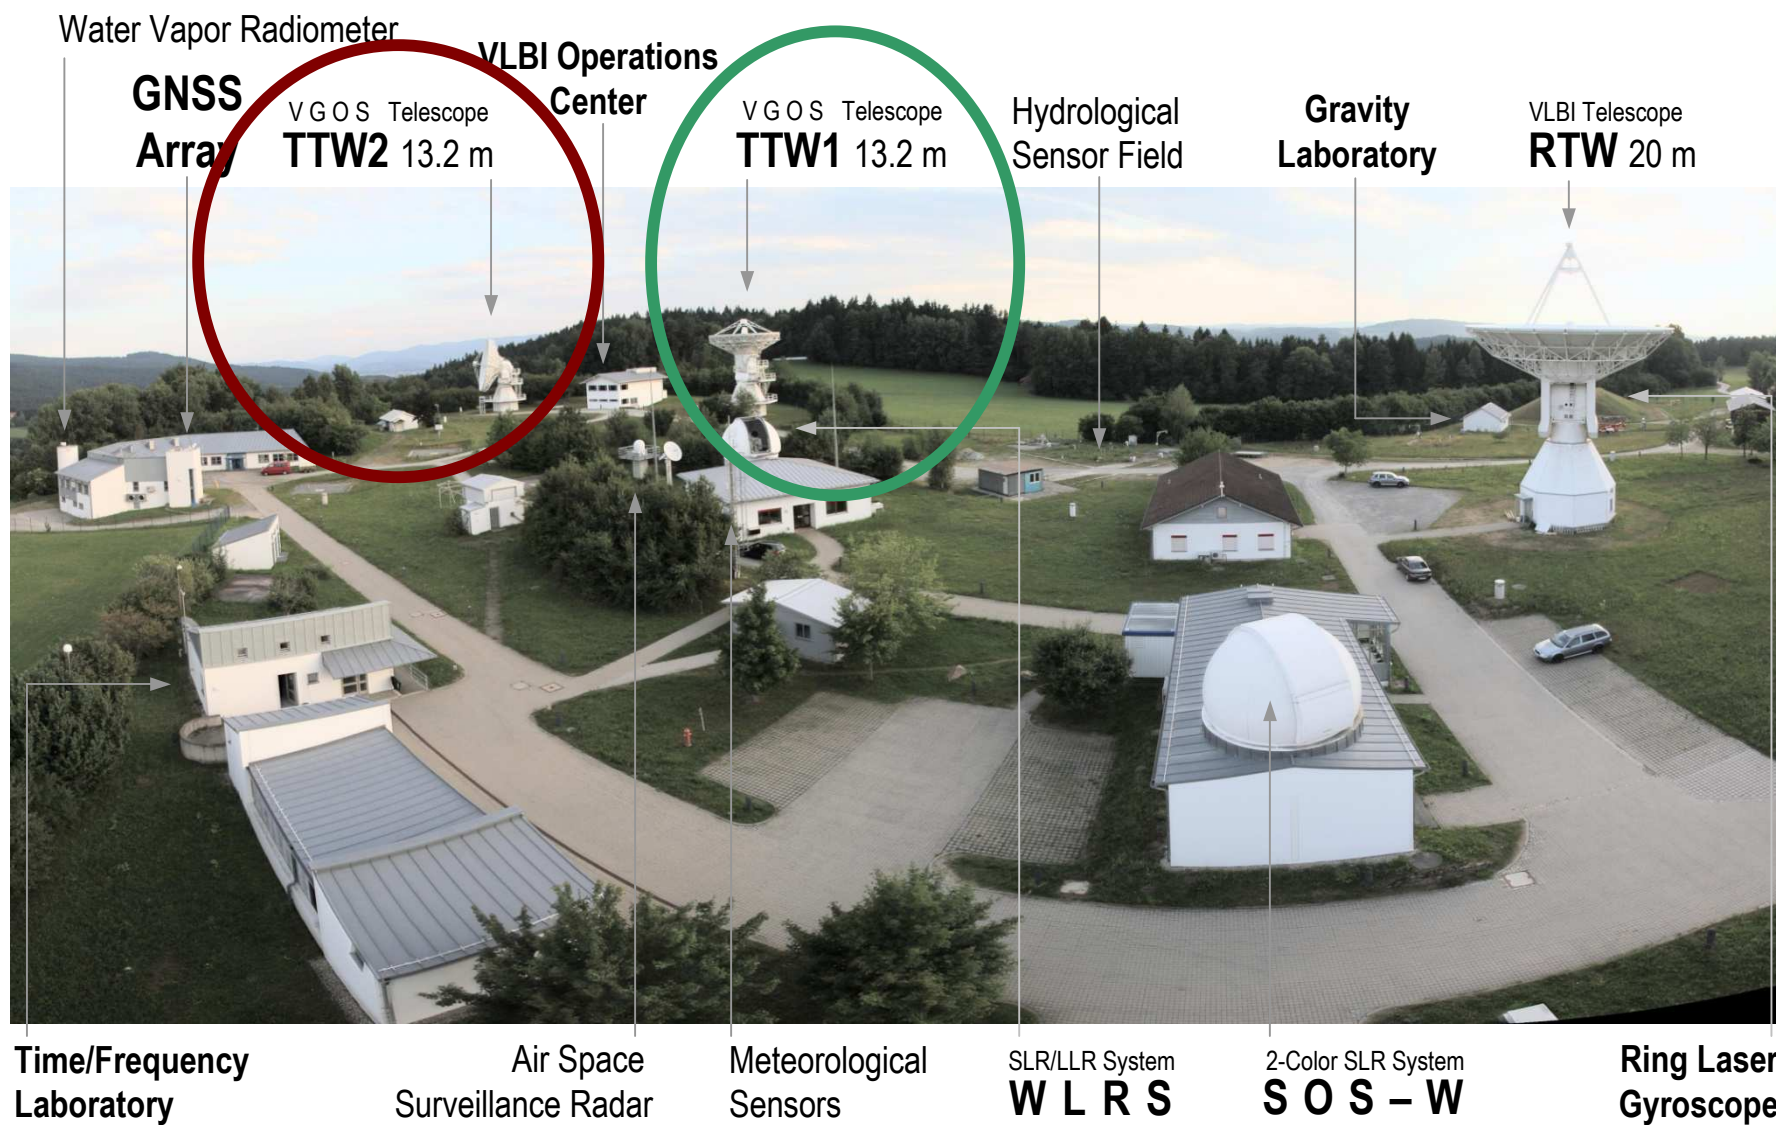 Water Vapor Radiometer
GNSS
Array
V G O S Telescope
TTW2 13.2 m
VLBI Operations
Center
V G O S Telescope
TTW1 13.2 m
Hydrological
Sensor Field
Gravity
Laboratory
VLBI Telescope
RTW 20 m
Time/Frequency
Laboratory
Air Space
Surveillance Radar
Meteorological
Sensors
SLR/LLR System
W L R S
2-Color SLR System
S O S – W
Ring Laser
Gyroscope